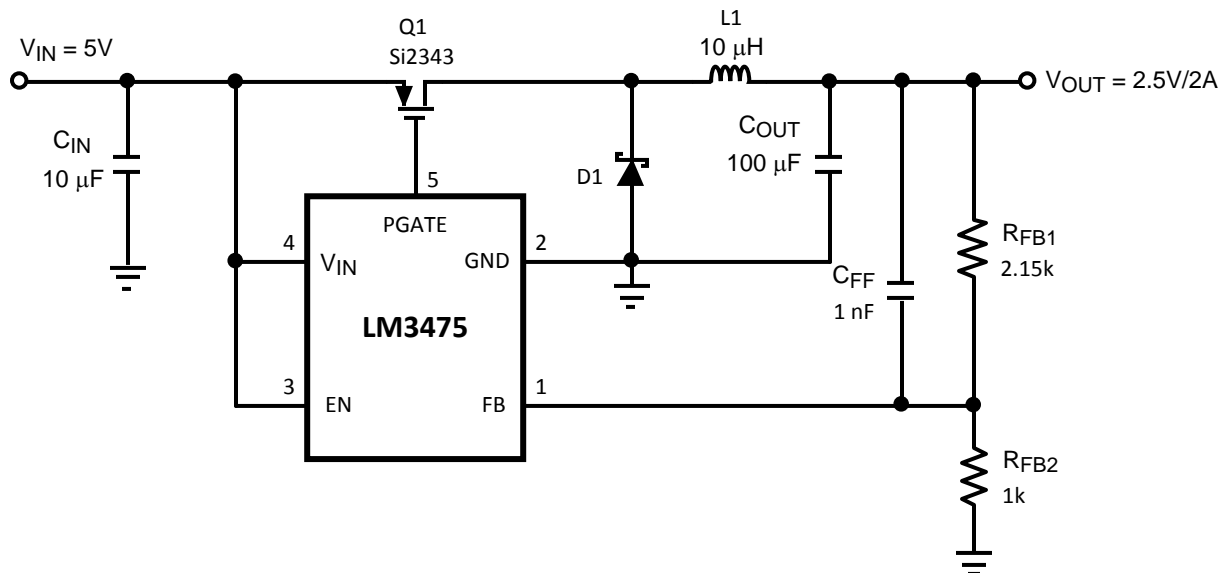 V_IN = 5V
Q1
Si2343
L1
10 μH
V_OUT = 2.5V/2A
C_IN
10 μF
C_OUT
100 μF
D1
5
PGATE
4
V_IN
2
GND
R_FB1
2.15k
C_FF
1 nF
LM3475
3
EN
1
FB
R_FB2
1k